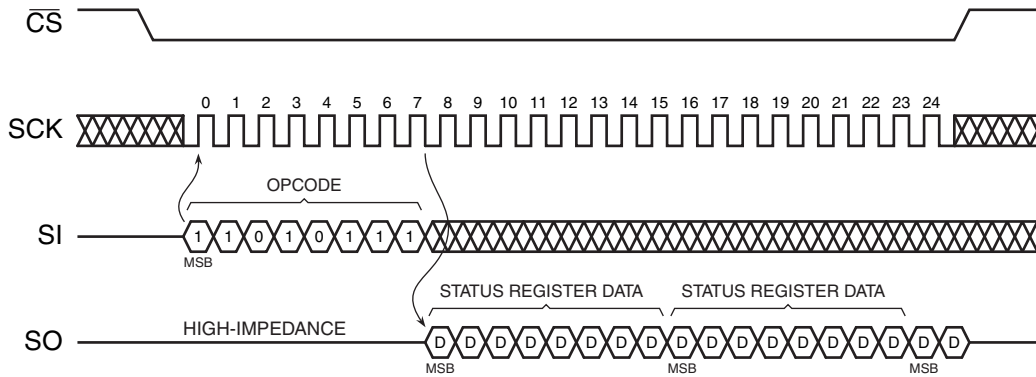 CS
0 1 2 3 4 5 6 7 8 9 10 11 12 13 14 15 16 17 18 19 20 21 22 23 24
SCK
OPCODE
SI 1 1 0 1 0 1 1 1
MSB
STATUS REGISTER DATA STATUS REGISTER DATA
HIGH-IMPEDANCE
SO D D D D D D D D D D D D D D D D D D
MSB MSB MSB